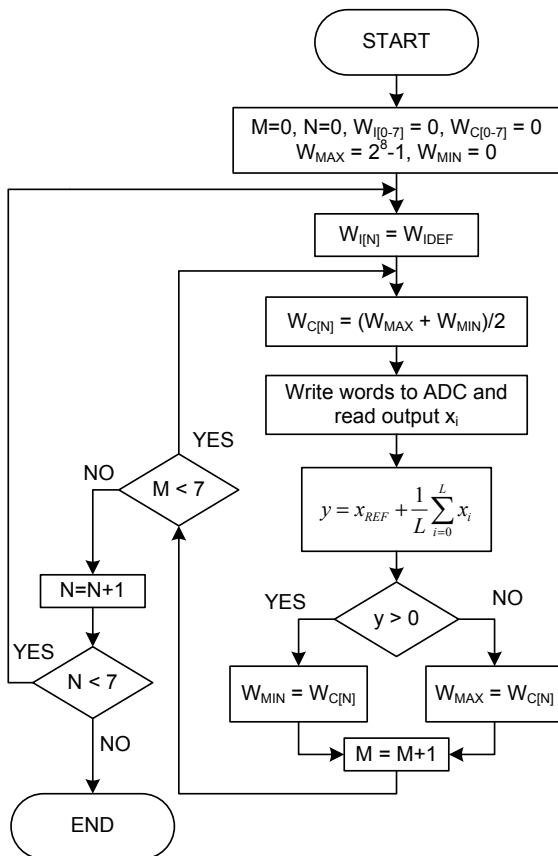 START
M=0, N=0, W_I[0-7] = 0, W_C[0-7] = 0
W_MAX = 2^8-1, W_MIN = 0
W_I[N] = W_IDEF
W_C[N] = (W_MAX + W_MIN)/2
Write words to ADC and
read output x_i
y = x_REF + \frac{1}{L} \sum_{i=0}^{L} x_i
y > 0
YES
NO
W_MIN = W_C[N]
W_MAX = W_C[N]
M = M+1
M < 7
YES
NO
N=N+1
N < 7
YES
NO
END